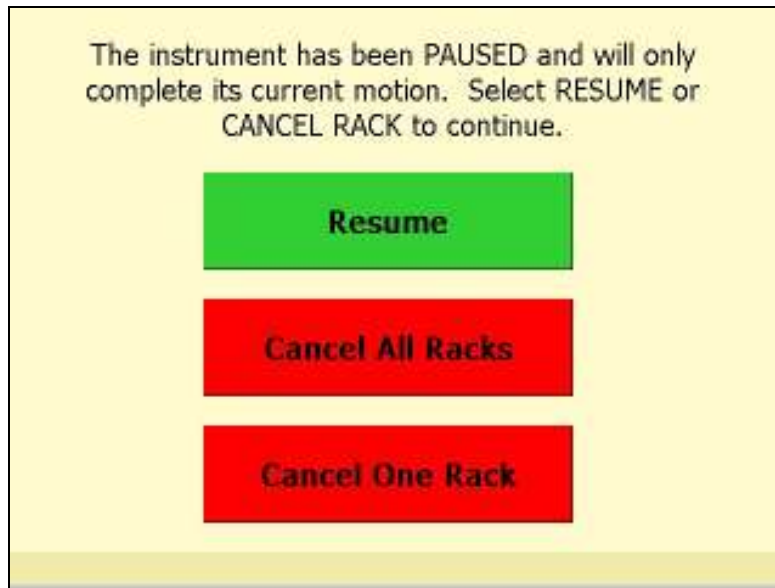 The instrument has been PAUSED and will only
complete its current motion.  Select RESUME or
CANCEL RACK to continue.
Resume
Cancel All Racks
Cancel One Rack